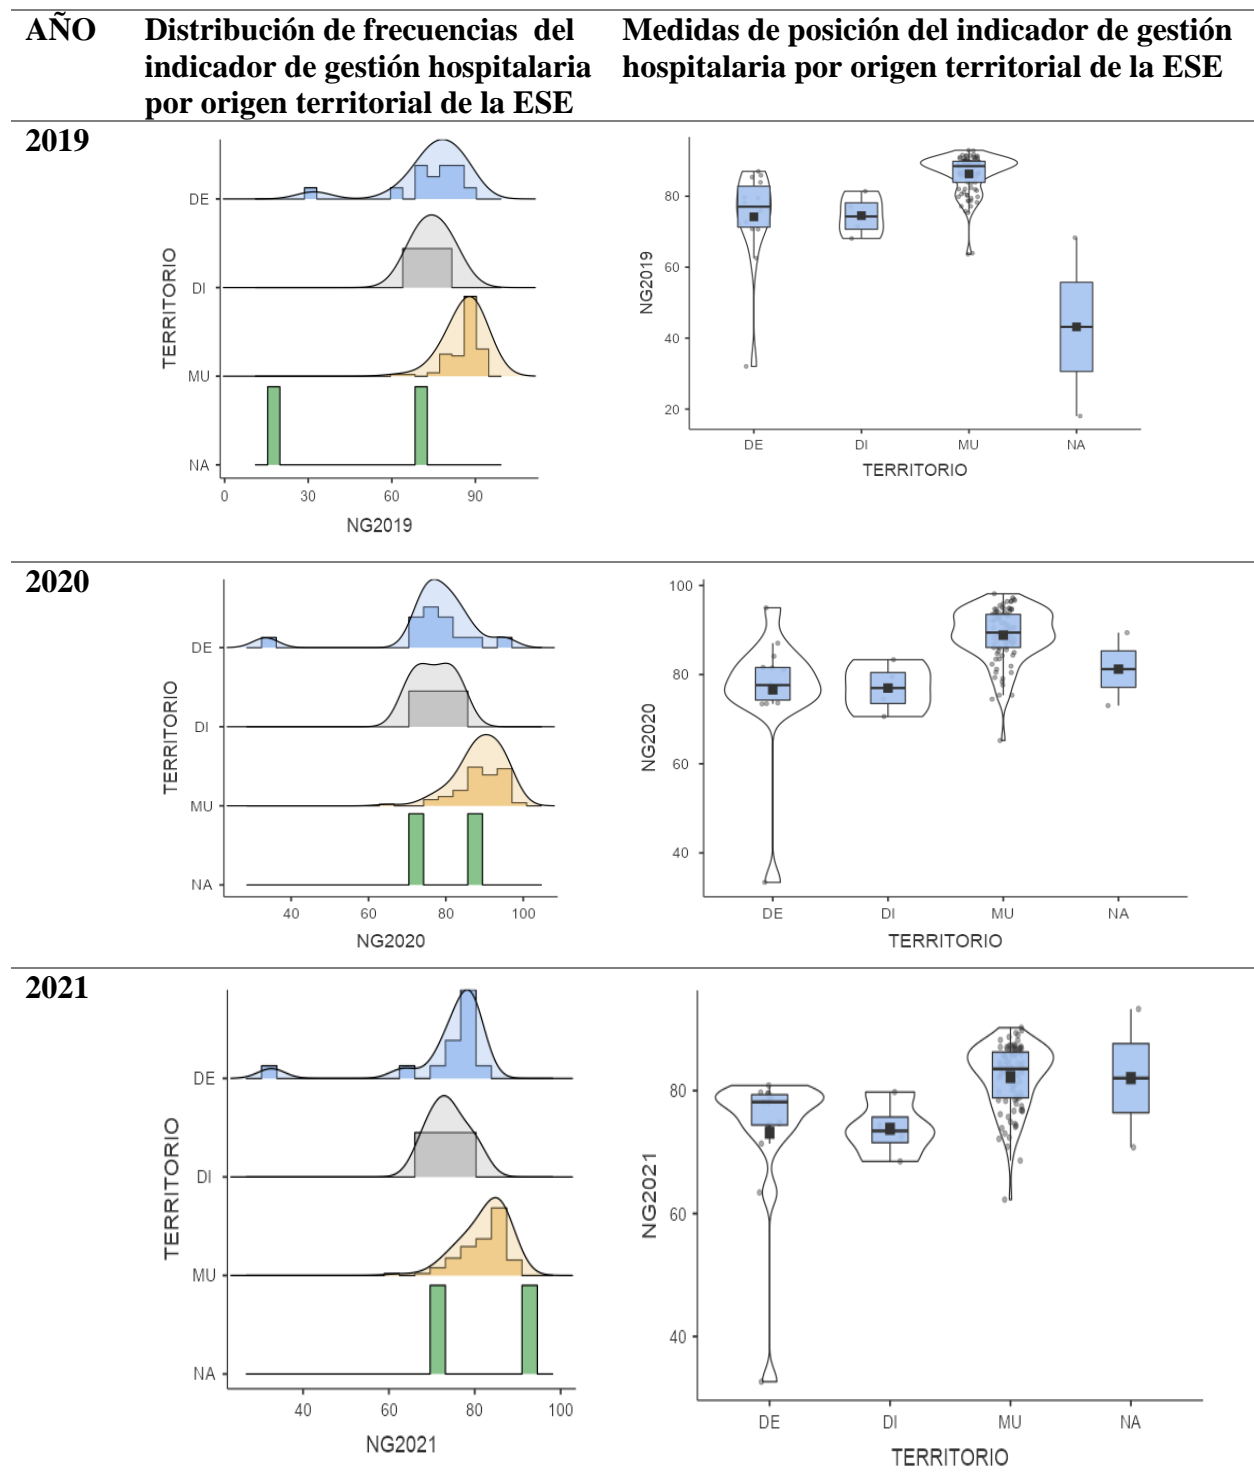 AÑO
Distribución de frecuencias del
indicador de gestión hospitalaria
por origen territorial de la ESE
Medidas de posición del indicador de gestión
hospitalaria por origen territorial de la ESE
2019
TERRITORIO
DE
DI
MU
NA
0 30 60 90
NG2019
NG2019
80
60
40
20
DE DI MU NA
TERRITORIO
2020
TERRITORIO
DE
DI
MU
NA
40 60 80 100
NG2020
NG2020
100
80
60
40
DE DI MU NA
TERRITORIO
2021
TERRITORIO
DE
DI
MU
NA
40 60 80 100
NG2021
NG2021
80
60
40
DE DI MU NA
TERRITORIO